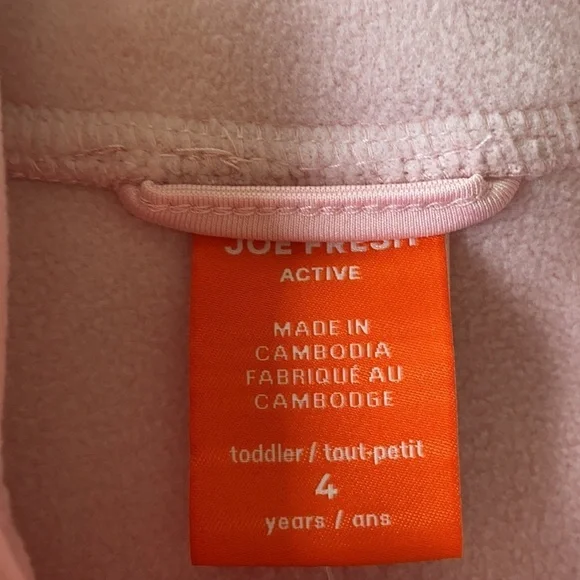 JOE FRESH
ACTIVE
MADE IN
CAMBODIA
FABRIQUÉ AU
CAMBODGE
toddler / tout-petit
4
years / ans